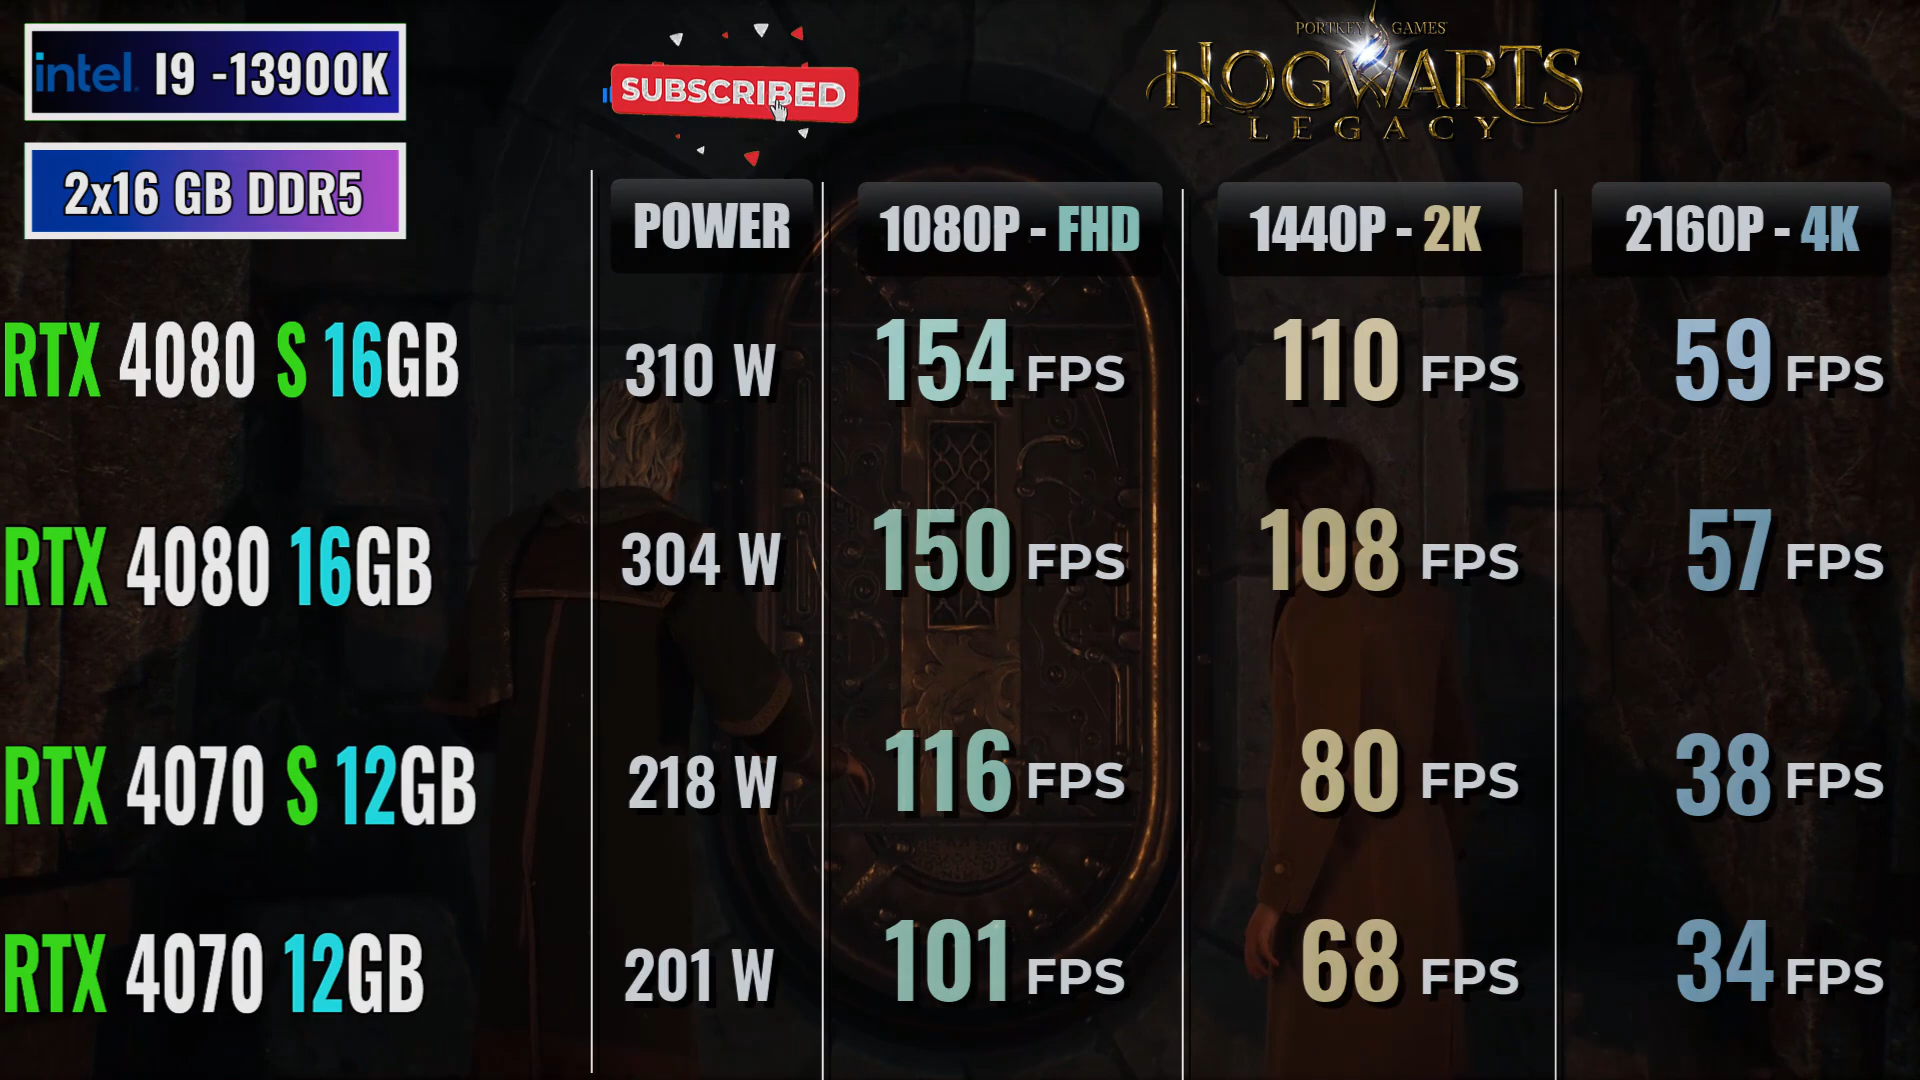 intel. I9 -13900K
SUBSCRIBED
PORTKEY GAMES
HOGWARTS
LEGACY
2x16 GB DDR5
POWER 1080P - FHD 1440P - 2K 2160P - 4K
RTX 4080 S 16GB 310 W 154 FPS 110 FPS 59 FPS
RTX 4080 16GB 304 W 150 FPS 108 FPS 57 FPS
RTX 4070 S 12GB 218 W 116 FPS 80 FPS 38 FPS
RTX 4070 12GB 201 W 101 FPS 68 FPS 34 FPS